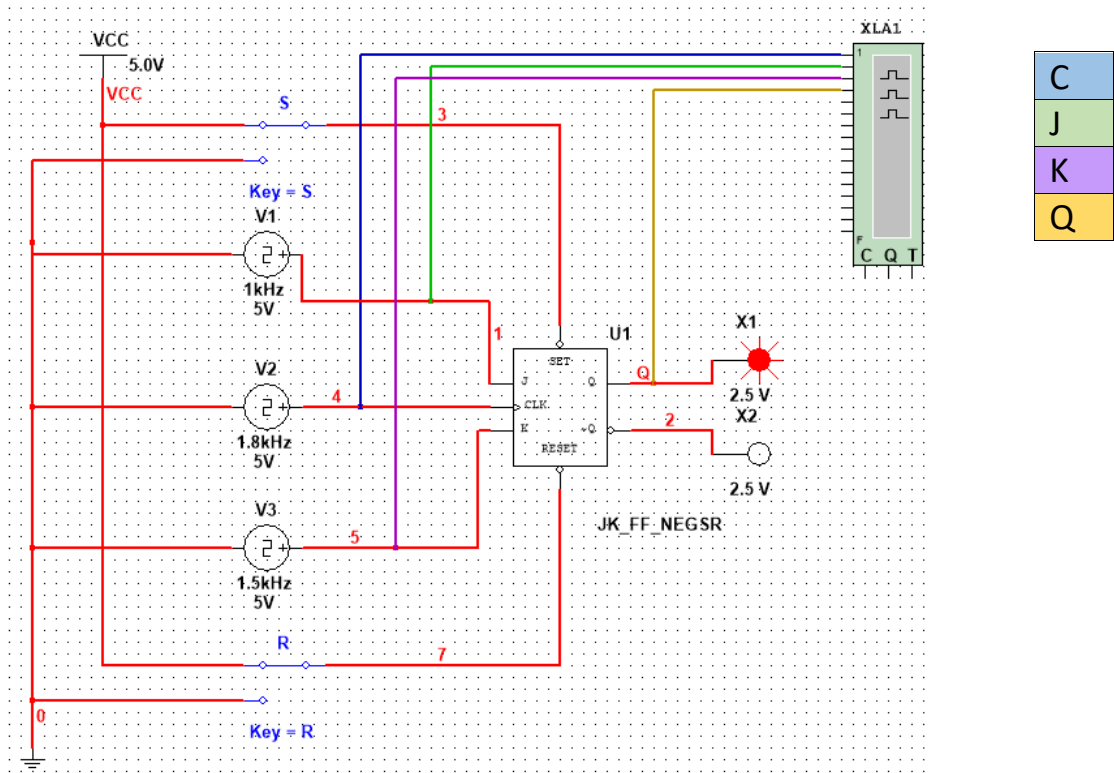 VCC
5.0V
VCC
S
3
Key = S
V1
1kHz
5V
1
V2
4
1.8kHz
5V
V3
5
1.5kHz
5V
R
7
Key = R
0
U1
SET
J
Q
CLK
K
~Q
RESET
JK_FF_NEGSR
Q
2
X1
2.5 V
X2
2.5 V
XLA1
1
F
C Q T
C
J
K
Q